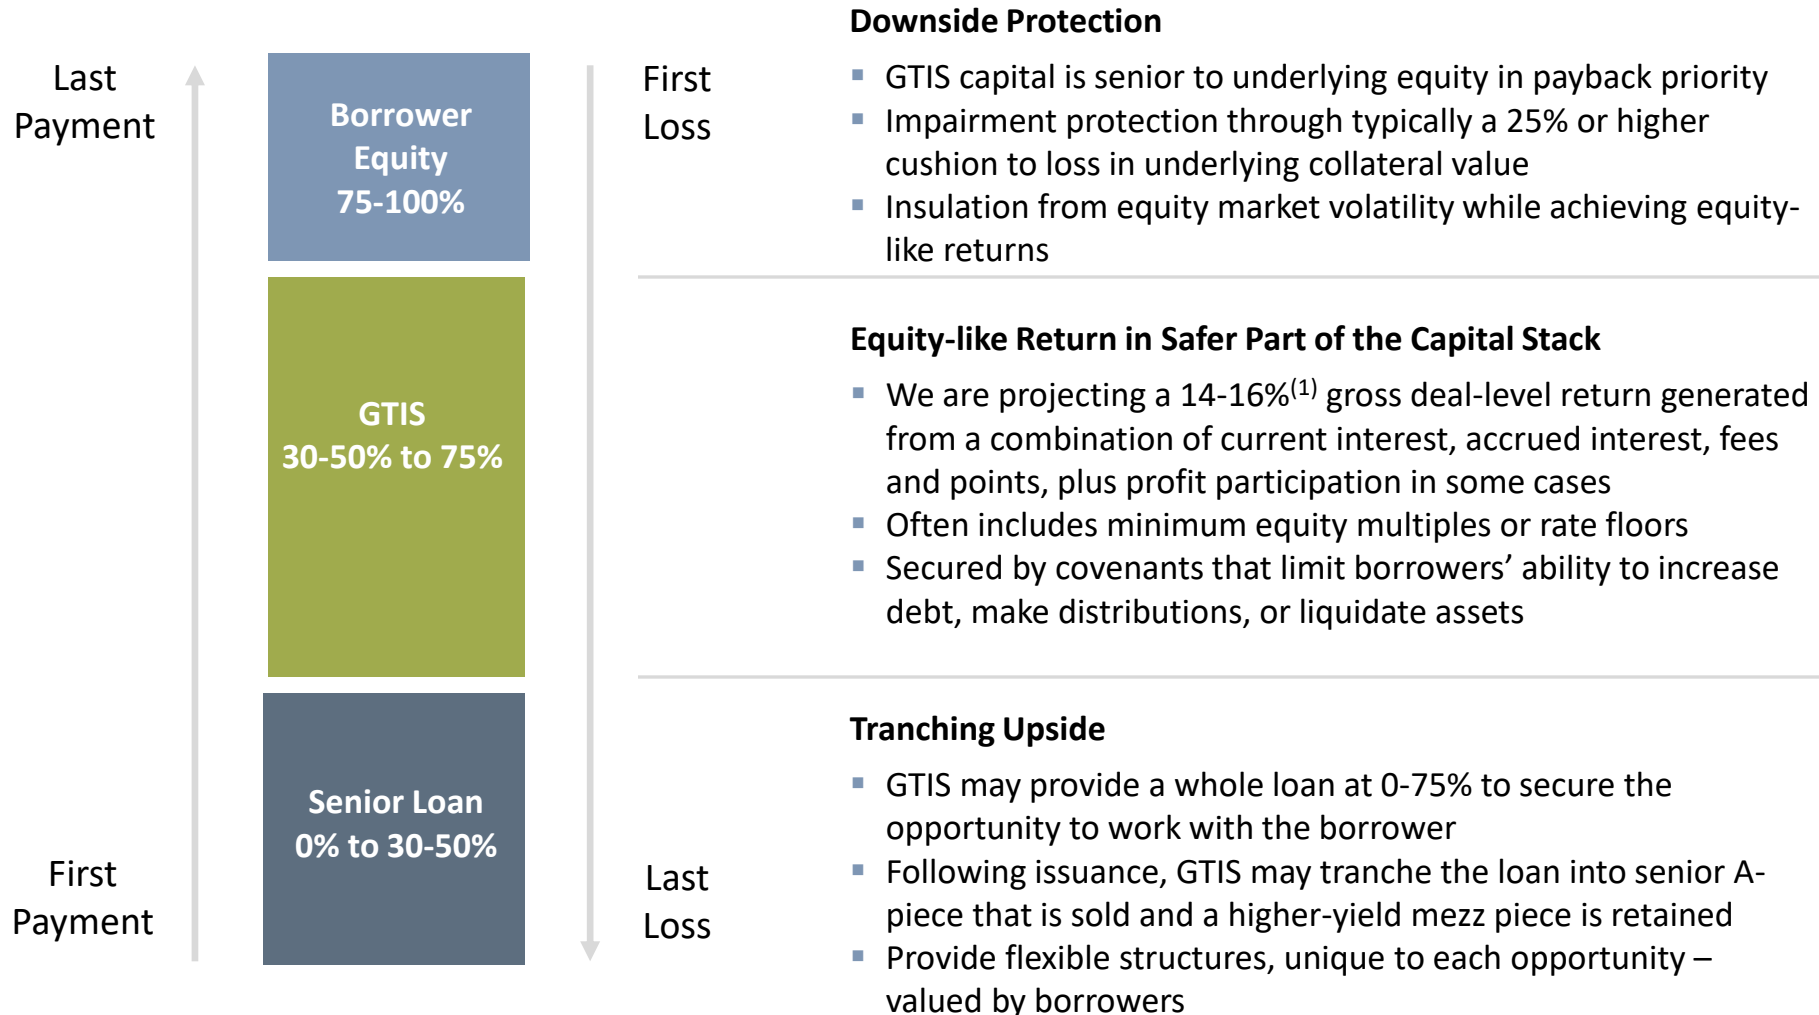 Last
Payment
Borrower
Equity
75-100%
First
Loss
GTIS
30-50% to 75%
Senior Loan
0% to 30-50%
First
Payment
Last
Loss
Downside Protection
▪ GTIS capital is senior to underlying equity in payback priority
▪ Impairment protection through typically a 25% or higher
cushion to loss in underlying collateral value
▪ Insulation from equity market volatility while achieving equity-
like returns
Equity-like Return in Safer Part of the Capital Stack
▪ We are projecting a 14-16%(1) gross deal-level return generated
from a combination of current interest, accrued interest, fees
and points, plus profit participation in some cases
▪ Often includes minimum equity multiples or rate floors
▪ Secured by covenants that limit borrowers’ ability to increase
debt, make distributions, or liquidate assets
Tranching Upside
▪ GTIS may provide a whole loan at 0-75% to secure the
opportunity to work with the borrower
▪ Following issuance, GTIS may tranche the loan into senior A-
piece that is sold and a higher-yield mezz piece is retained
▪ Provide flexible structures, unique to each opportunity –
valued by borrowers